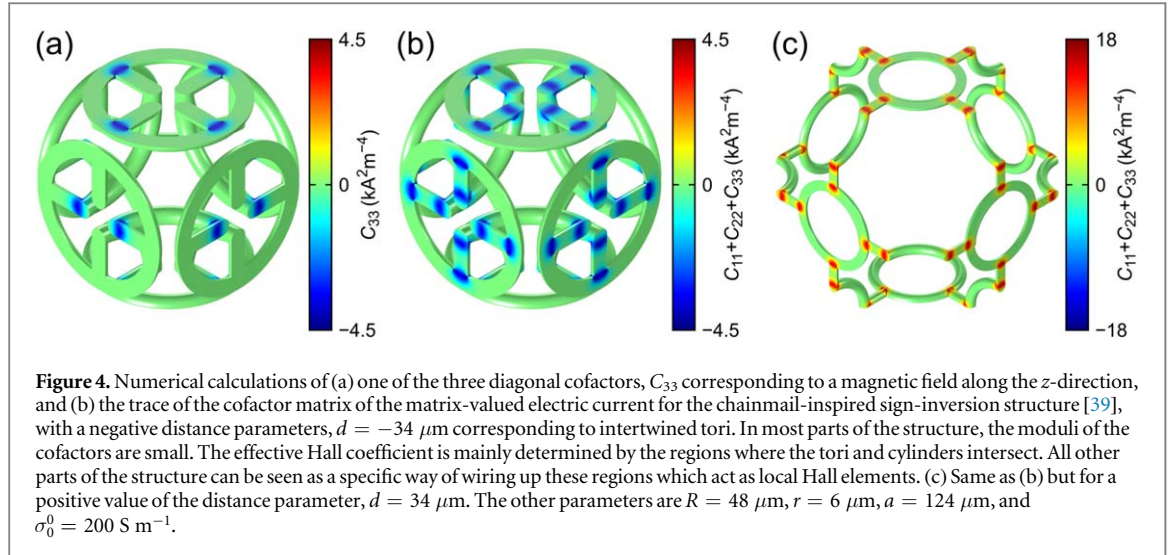 (a)
4.5
0
−4.5
C₃₃ (kA²m⁻⁴)
(b)
4.5
0
−4.5
C₁₁+C₂₂+C₃₃ (kA²m⁻⁴)
(c)
18
0
−18
C₁₁+C₂₂+C₃₃ (kA²m⁻⁴)
Figure 4. Numerical calculations of (a) one of the three diagonal cofactors, C₃₃ corresponding to a magnetic field along the z-direction,
and (b) the trace of the cofactor matrix of the matrix-valued electric current for the chainmail-inspired sign-inversion structure [39],
with a negative distance parameters, d = −34 μm corresponding to intertwined tori. In most parts of the structure, the moduli of the
cofactors are small. The effective Hall coefficient is mainly determined by the regions where the tori and cylinders intersect. All other
parts of the structure can be seen as a specific way of wiring up these regions which act as local Hall elements. (c) Same as (b) but for a
positive value of the distance parameter, d = 34 μm. The other parameters are R = 48 μm, r = 6 μm, a = 124 μm, and
σ₀⁰ = 200 S m⁻¹.